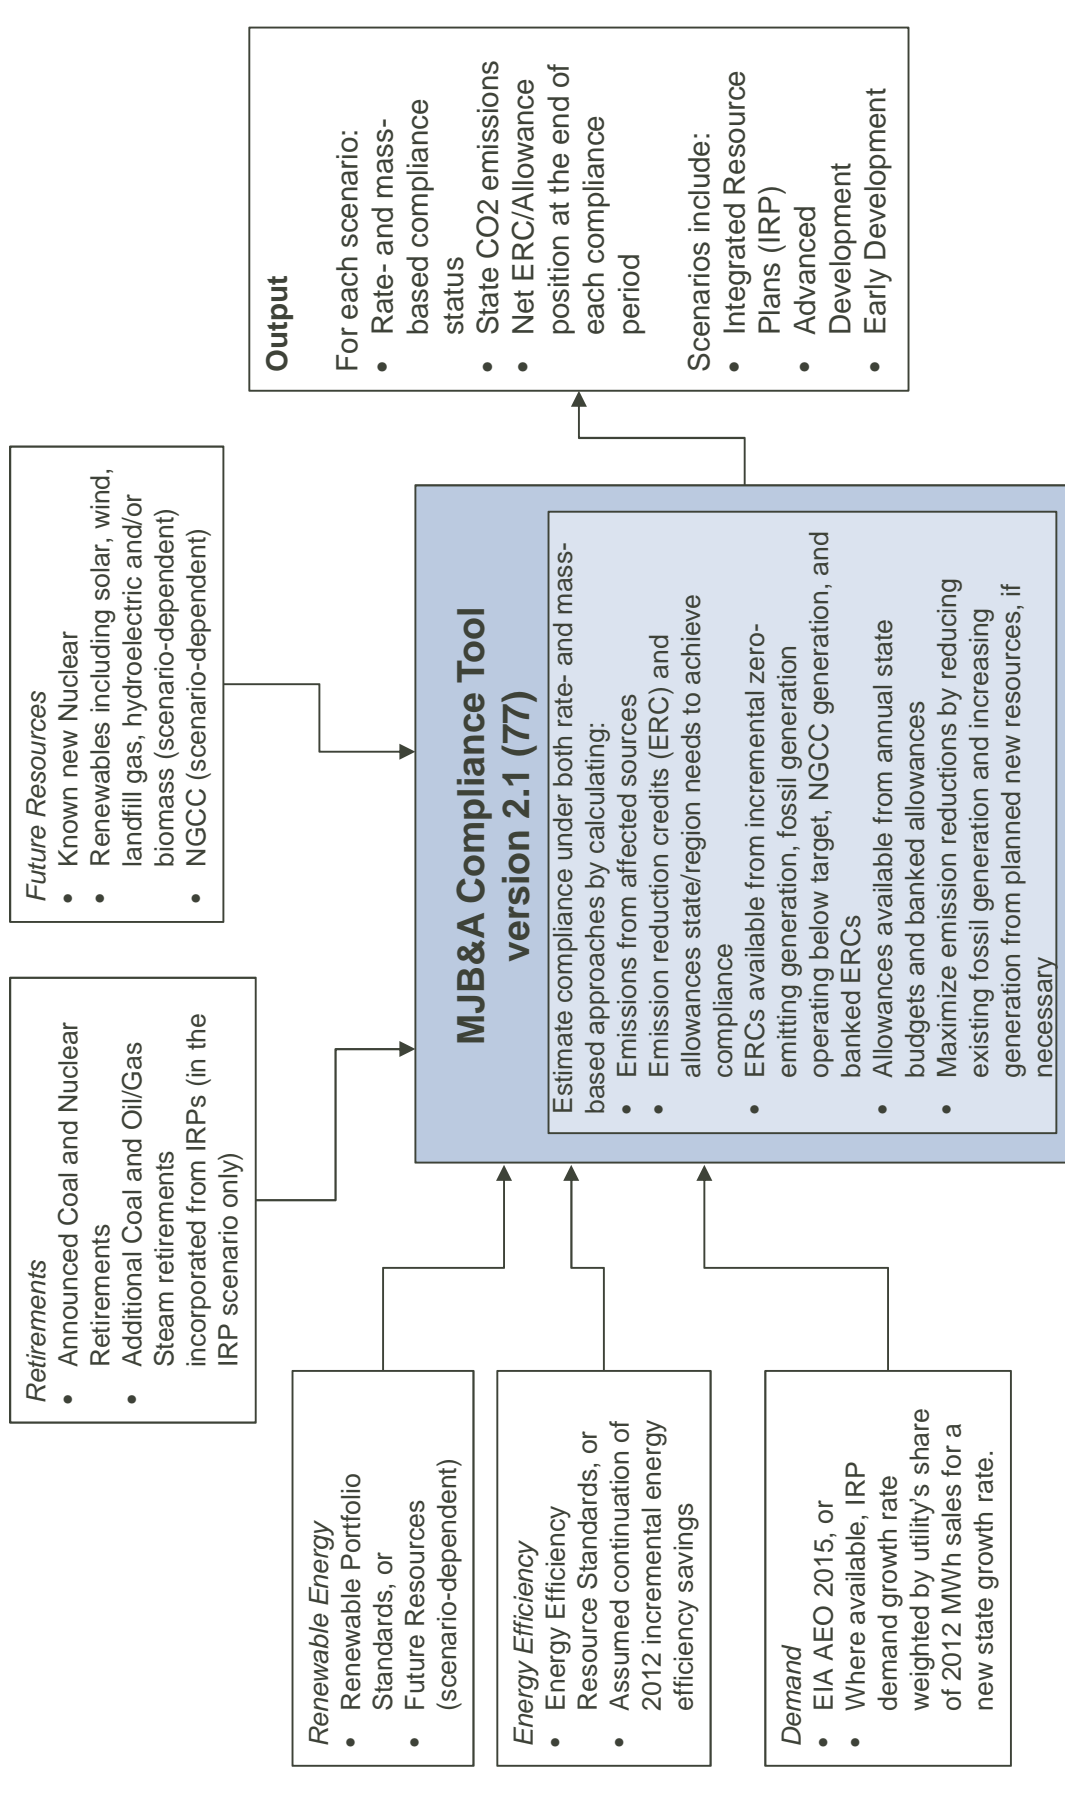 Retirements
• Announced Coal and Nuclear
Retirements
• Additional Coal and Oil/Gas
Steam retirements
incorporated from IRPs (in the
IRP scenario only)
Future Resources
• Known new Nuclear
• Renewables including solar, wind,
landfill gas, hydroelectric and/or
biomass (scenario-dependent)
• NGCC (scenario-dependent)
Renewable Energy
• Renewable Portfolio
Standards, or
• Future Resources
(scenario-dependent)
Energy Efficiency
• Energy Efficiency
Resource Standards, or
• Assumed continuation of
2012 incremental energy
efficiency savings
Demand
• EIA AEO 2015, or
• Where available, IRP
demand growth rate
weighted by utility’s share
of 2012 MWh sales for a
new state growth rate.
MJB&A Compliance Tool
version 2.1 (77)
Estimate compliance under both rate- and mass-
based approaches by calculating:
• Emissions from affected sources
• Emission reduction credits (ERC) and
allowances state/region needs to achieve
compliance
• ERCs available from incremental zero-
emitting generation, fossil generation
operating below target, NGCC generation, and
banked ERCs
• Allowances available from annual state
budgets and banked allowances
• Maximize emission reductions by reducing
existing fossil generation and increasing
generation from planned new resources, if
necessary
Output
For each scenario:
• Rate- and mass-
based compliance
status
• State CO2 emissions
• Net ERC/Allowance
position at the end of
each compliance
period
Scenarios include:
• Integrated Resource
Plans (IRP)
• Advanced
Development
• Early Development